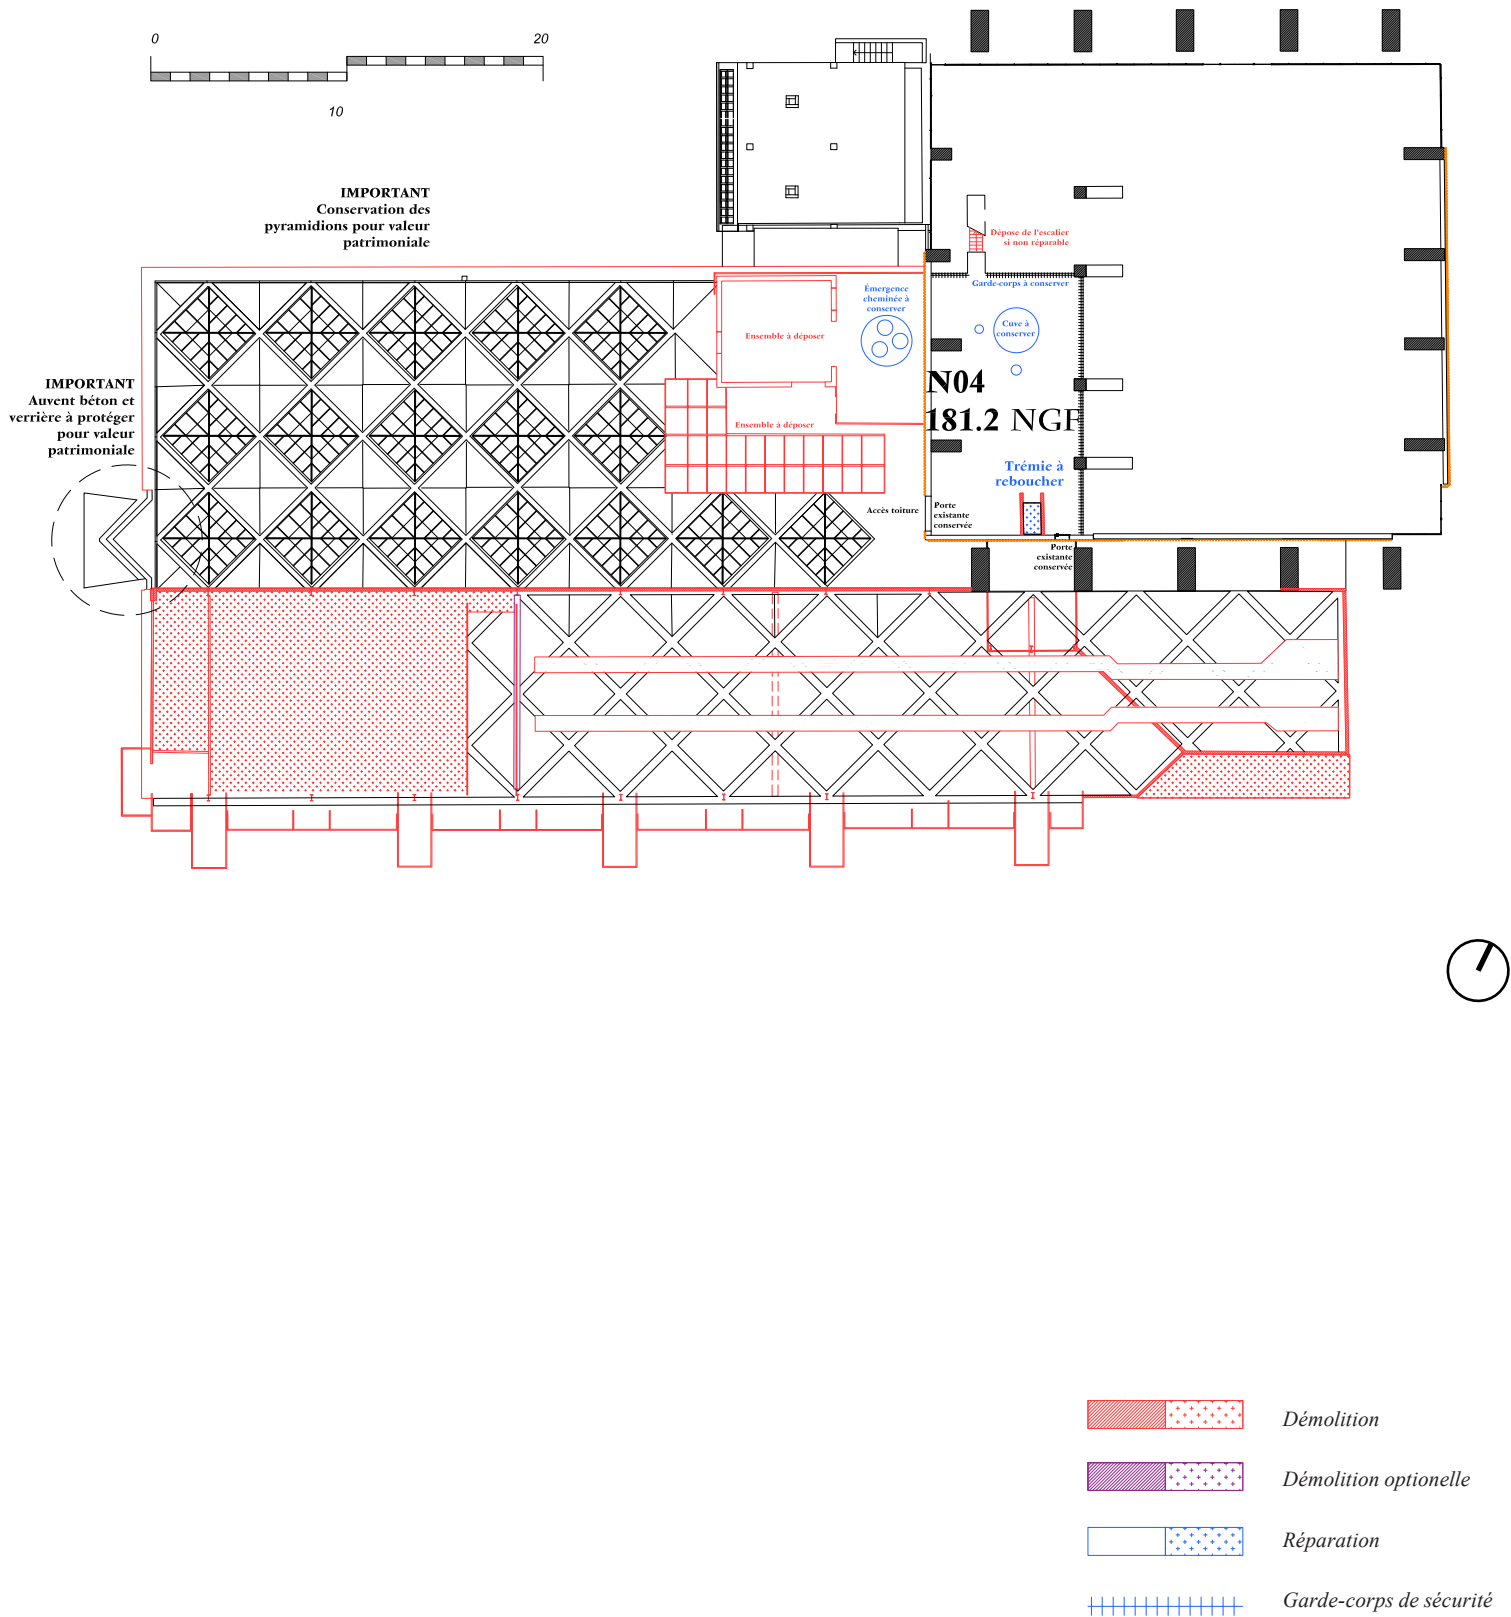 0
20
10
IMPORTANT
Conservation des
pyramidions pour valeur
patrimoniale
Dépose de l'escalier
si non réparable
Garde-corps à conserver
Émergence
cheminée à
conserver
Cuve à
conserver
Ensemble à déposer
IMPORTANT
Auvent béton et
verrière à protéger
pour valeur
patrimoniale
N04
181.2 NGF
Ensemble à déposer
Trémie à
reboucher
Accès toiture
Porte
existante
conservée
Porte
existante
conservée
Démolition
Démolition optionelle
Réparation
Garde-corps de sécurité